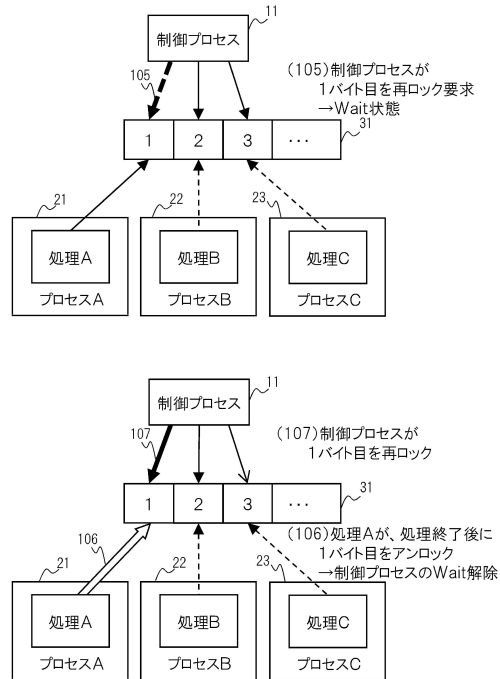 11
制御プロセス
105
(105)制御プロセスが
1バイト目を再ロック要求
→Wait状態
31
1 2 3 ・・・
21 22 23
処理A 処理B 処理C
プロセスA プロセスB プロセスC
11
制御プロセス
107
(107)制御プロセスが
1バイト目を再ロック
31
1 2 3 ・・・
(106)処理Aが、処理終了後に
1バイト目をアンロック
→制御プロセスのWait解除
106
21 22 23
処理A 処理B 処理C
プロセスA プロセスB プロセスC